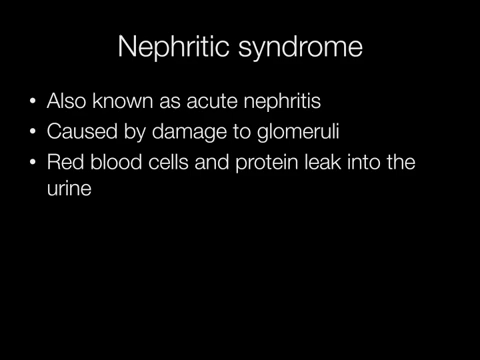 Nephritic syndrome
• Also known as acute nephritis
• Caused by damage to glomeruli
• Red blood cells and protein leak into the
urine